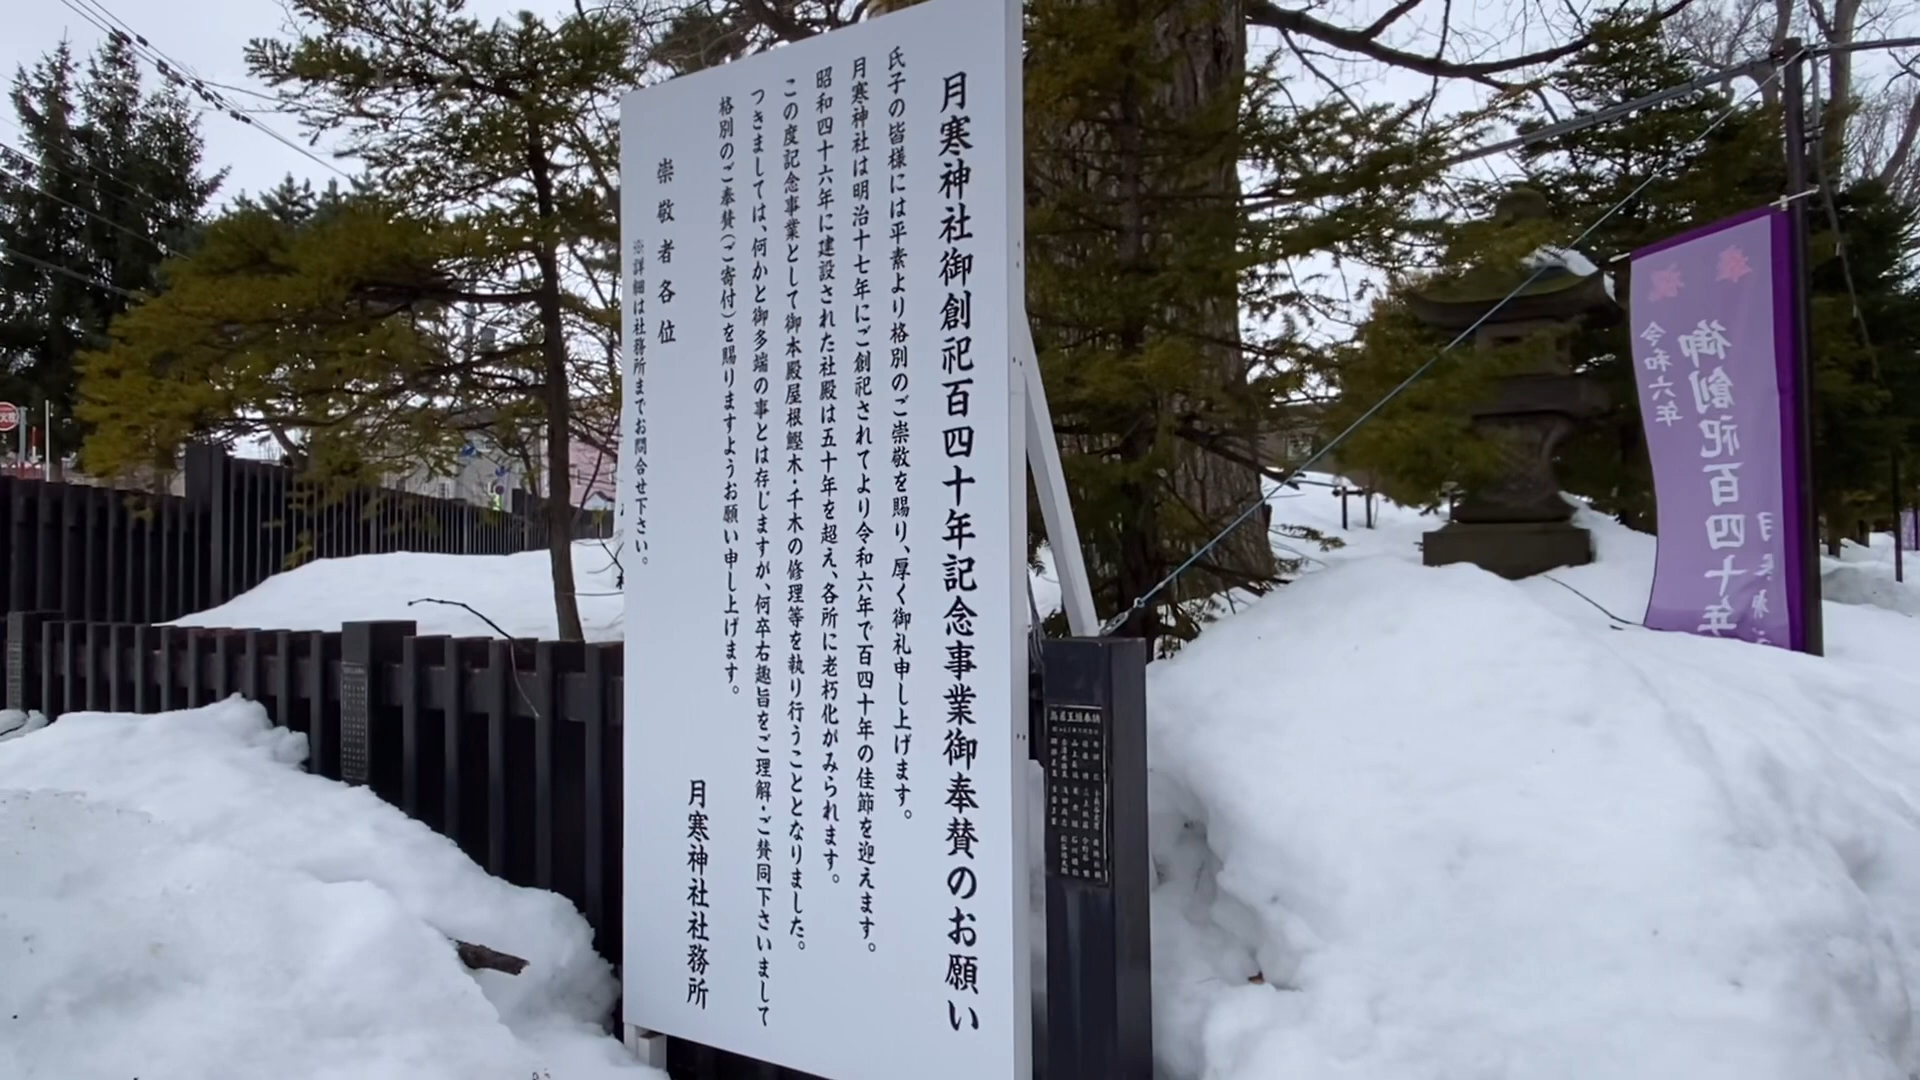 月寒神社御創祀百四十年記念事業御奉賛のお願い
氏子の皆様には平素より格別のご崇敬を賜り、厚く御礼申し上げます。
月寒神社は明治十七年にご創祀されてより令和六年で百四十年の佳節を迎えます。
昭和四十六年に建設された社殿は五十年を超え、各所に老朽化がみられます。
この度記念事業として御本殿屋根鰹木・千木の修理等を執り行うこととなりました。
つきましては、何かと御多端の事とは存じますが、何卒右趣旨をご理解・ご賛同下さいまして
格別のご奉賛(ご寄付)を賜りますようお願い申し上げます。
月寒神社社務所
崇敬者各位
※詳細は社務所までお問合せ下さい。
奉祝
令和六年
御創祀百四十年